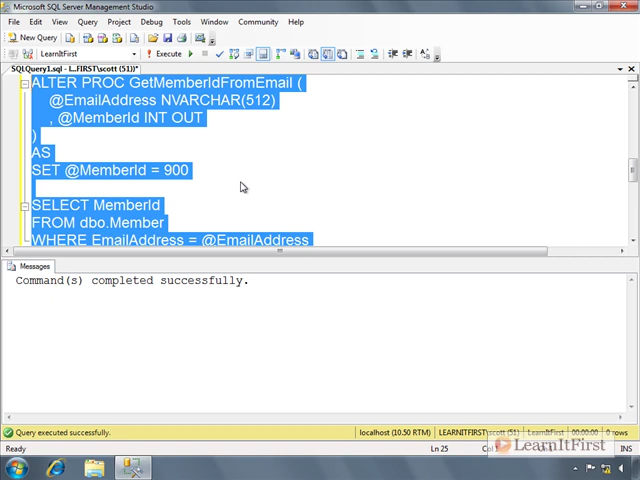 Microsoft SQL Server Management Studio
File Edit View Query Project Debug Tools Window Community Help
New Query
LearnItFirst Execute
SQLQuery1.sql - l...FIRST\scott (51))*
ALTER PROC GetMemberIdFromEmail (
@EmailAddress NVARCHAR(512)
, @MemberId INT OUT
)
AS
SET @MemberId = 900
SELECT MemberId
FROM dbo.Member
WHERE EmailAddress = @EmailAddress
Messages
Command(s) completed successfully.
Query executed successfully. localhost (10.50 RTM) LEARNITFIRST\scott (51) LearnItFirst 00:00:00 0 rows
LearnItFirst
Ready Ln 25 INS